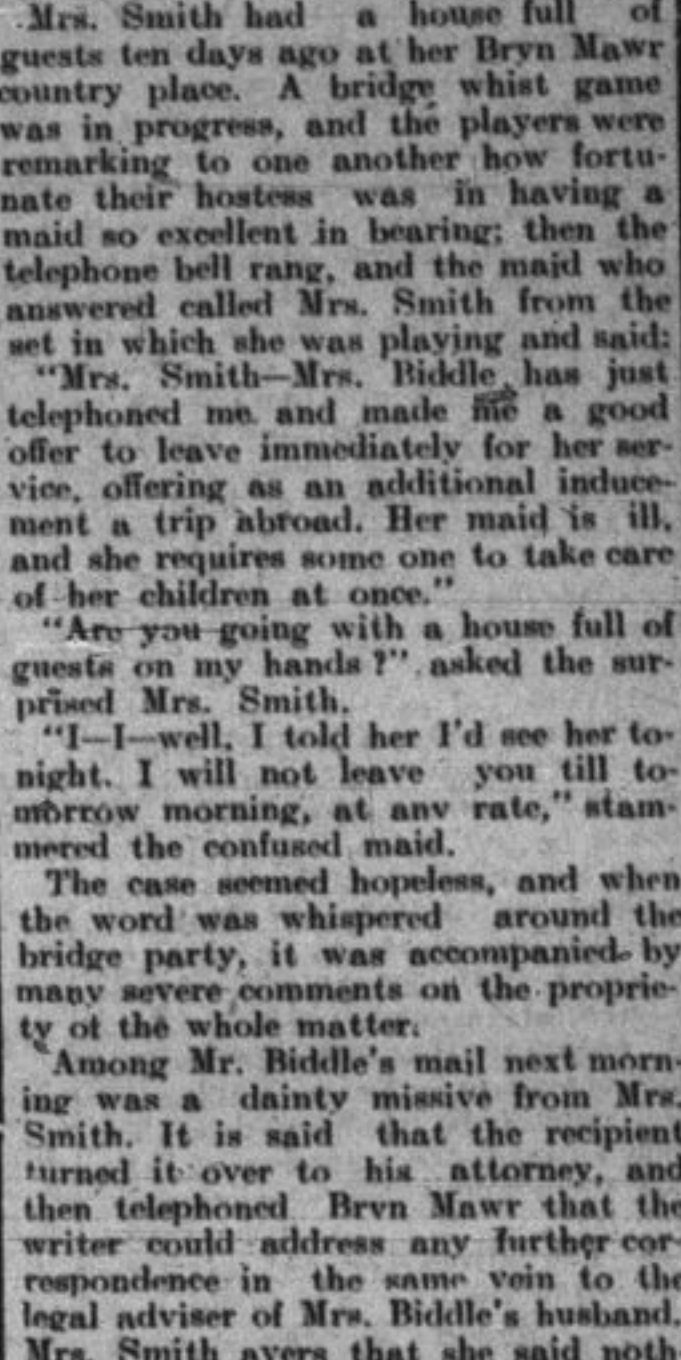 Mrs. Smith had a house full of
guests ten days ago at her Bryn Mawr
country place. A bridge whist game
was in progress, and the players were
remarking to one another how fortu-
nate their hostess was in having a
maid so excellent in bearing; then the
telephone bell rang, and the maid who
answered called Mrs. Smith from the
set in which she was playing and said:
"Mrs. Smith—Mrs. Biddle has just
telephoned me and made me a good
offer to leave immediately for her ser-
vice, offering as an additional induce-
ment a trip abroad. Her maid is ill,
and she requires some one to take care
of her children at once."
"Are you going with a house full of
guests on my hands?" asked the sur-
prised Mrs. Smith.
"I—I—well, I told her I'd see her to-
night. I will not leave you till to-
morrow morning, at any rate," stam-
mered the confused maid.
The case seemed hopeless, and when
the word was whispered around the
bridge party, it was accompanied by
many severe comments on the proprie-
ty of the whole matter.
Among Mr. Biddle's mail next morn-
ing was a dainty missive from Mrs.
Smith. It is said that the recipient
turned it over to his attorney, and
then telephoned Bryn Mawr that the
writer could address any further cor-
respondence in the same vein to the
legal adviser of Mrs. Biddle's husband.
Mrs. Smith avers that she said noth-